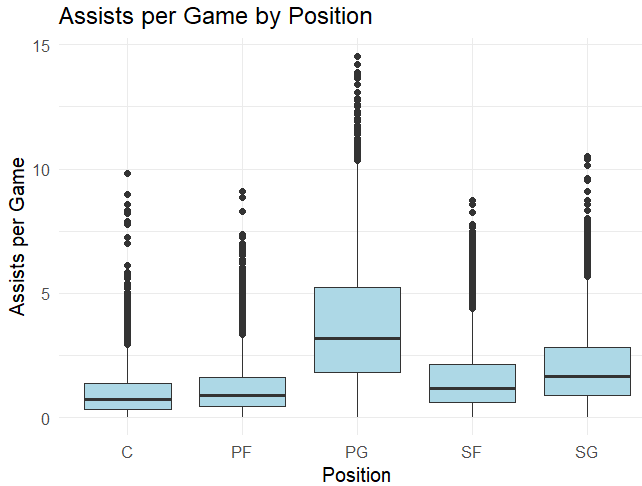 Assists per Game by Position
Assists per Game
15
10
5
0
C PF PG SF SG
Position